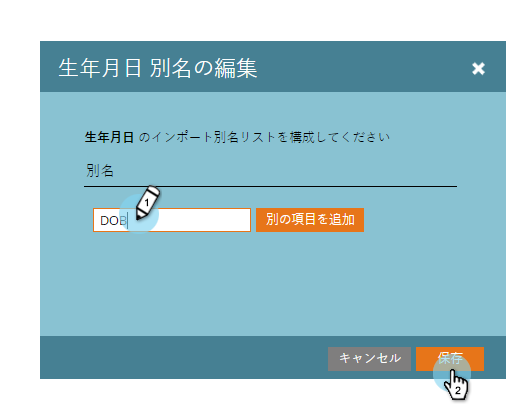 生年月日 別名の編集
生年月日 のインポート別名リストを構成してください
別名
1
DOB 別の項目を追加
キャンセル 保存
2